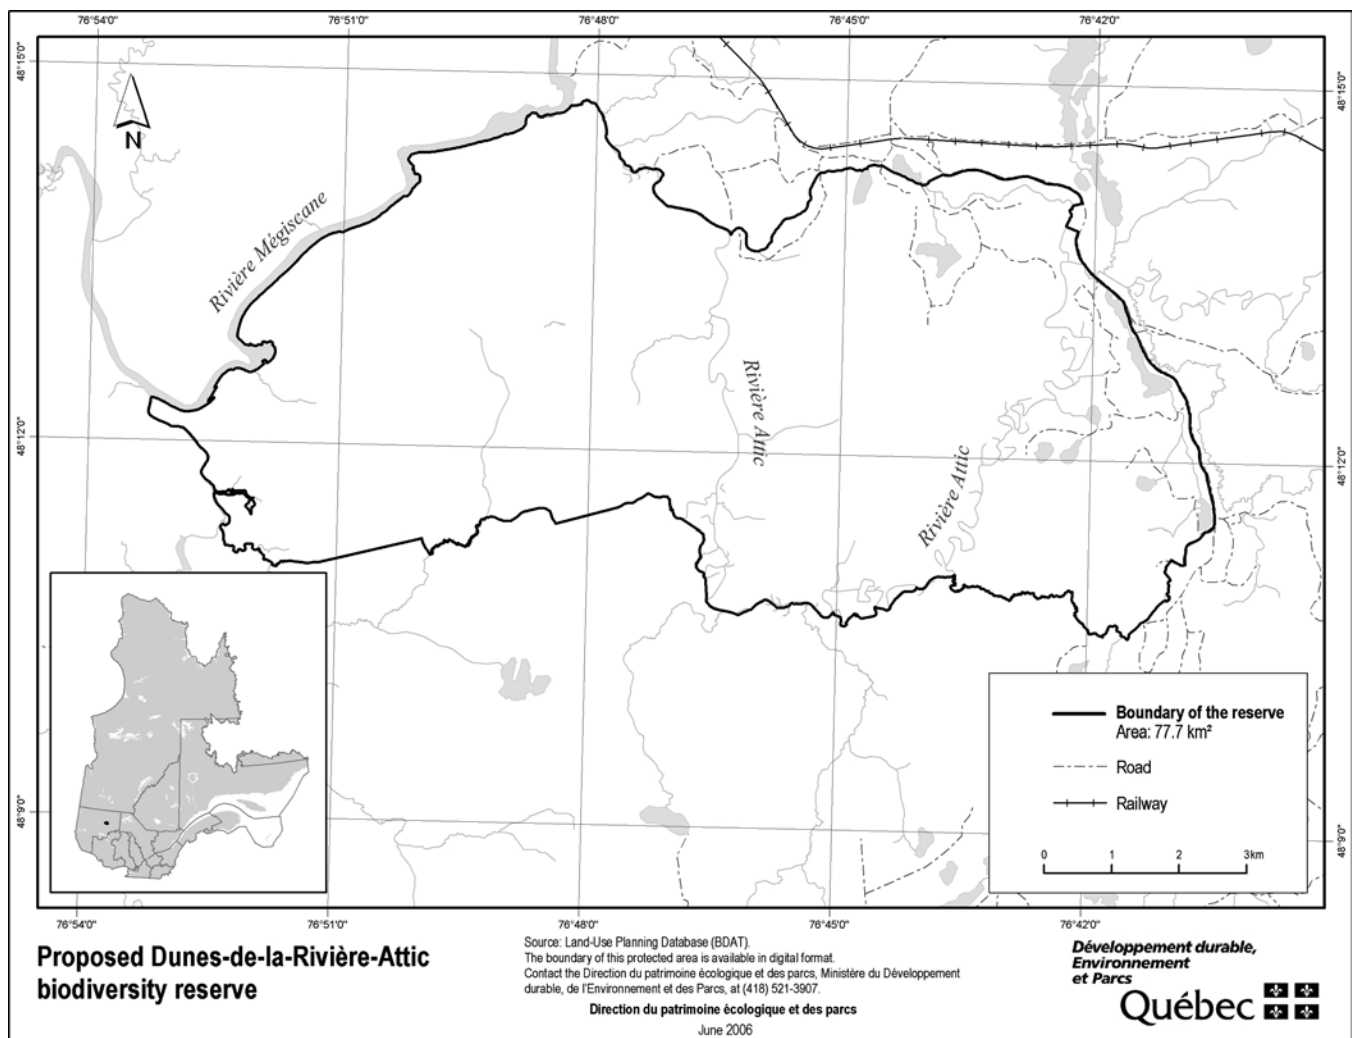 76°54'0"
76°51'0"
76°48'0"
76°45'0"
76°42'0"
48°15'0"
48°15'0"
N
Rivière Mégiscane
Rivière Attic
Rivière Attic
48°12'0"
48°12'0"
Boundary of the reserve
Area: 77.7 km²
Road
Railway
0 1 2 3km
48°9'0"
48°9'0"
76°54'0"
76°51'0"
76°48'0"
76°45'0"
76°42'0"
Proposed Dunes-de-la-Rivière-Attic
biodiversity reserve
Source: Land-Use Planning Database (BDAT).
The boundary of this protected area is available in digital format.
Contact the Direction du patrimoine écologique et des parcs, Ministère du Développement
durable, de l'Environnement et des Parcs, at (418) 521-3907.
Direction du patrimoine écologique et des parcs
June 2006
Développement durable,
Environnement
et Parcs
Québec